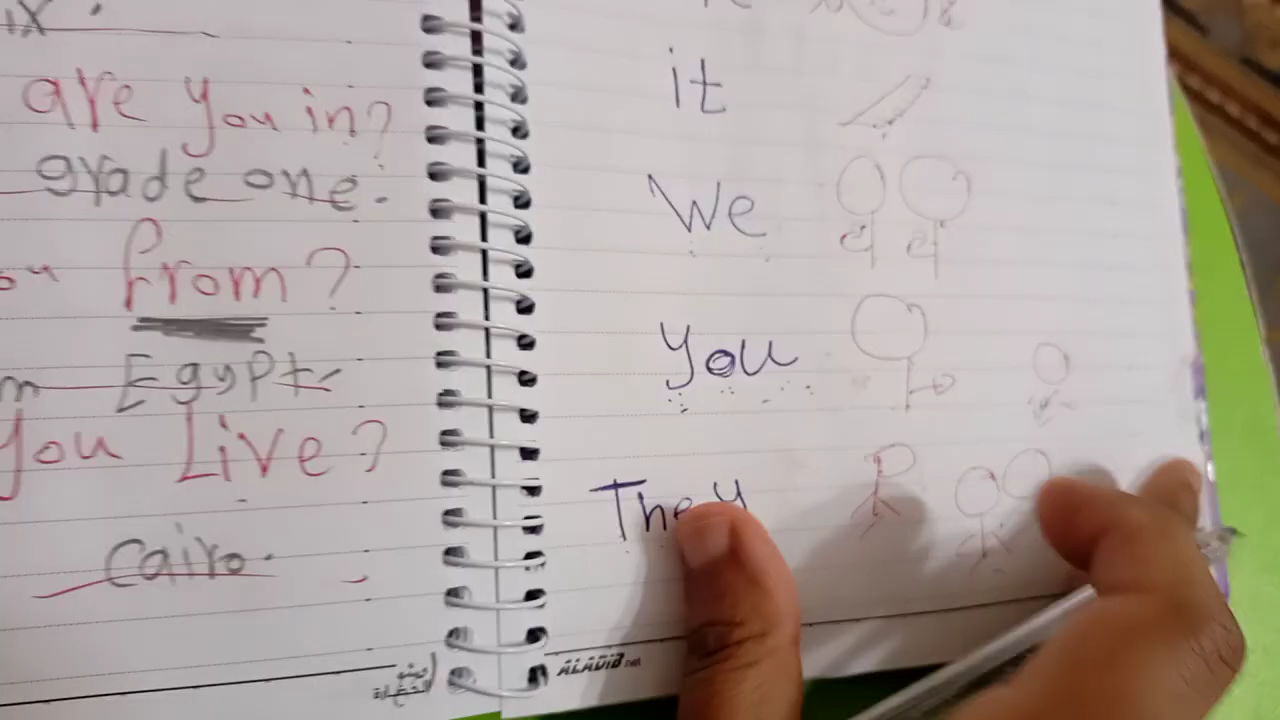 are you in?
grade one.
from?
Egypt.
you Live?
Cairo.
it
We
you
They
ALADIB